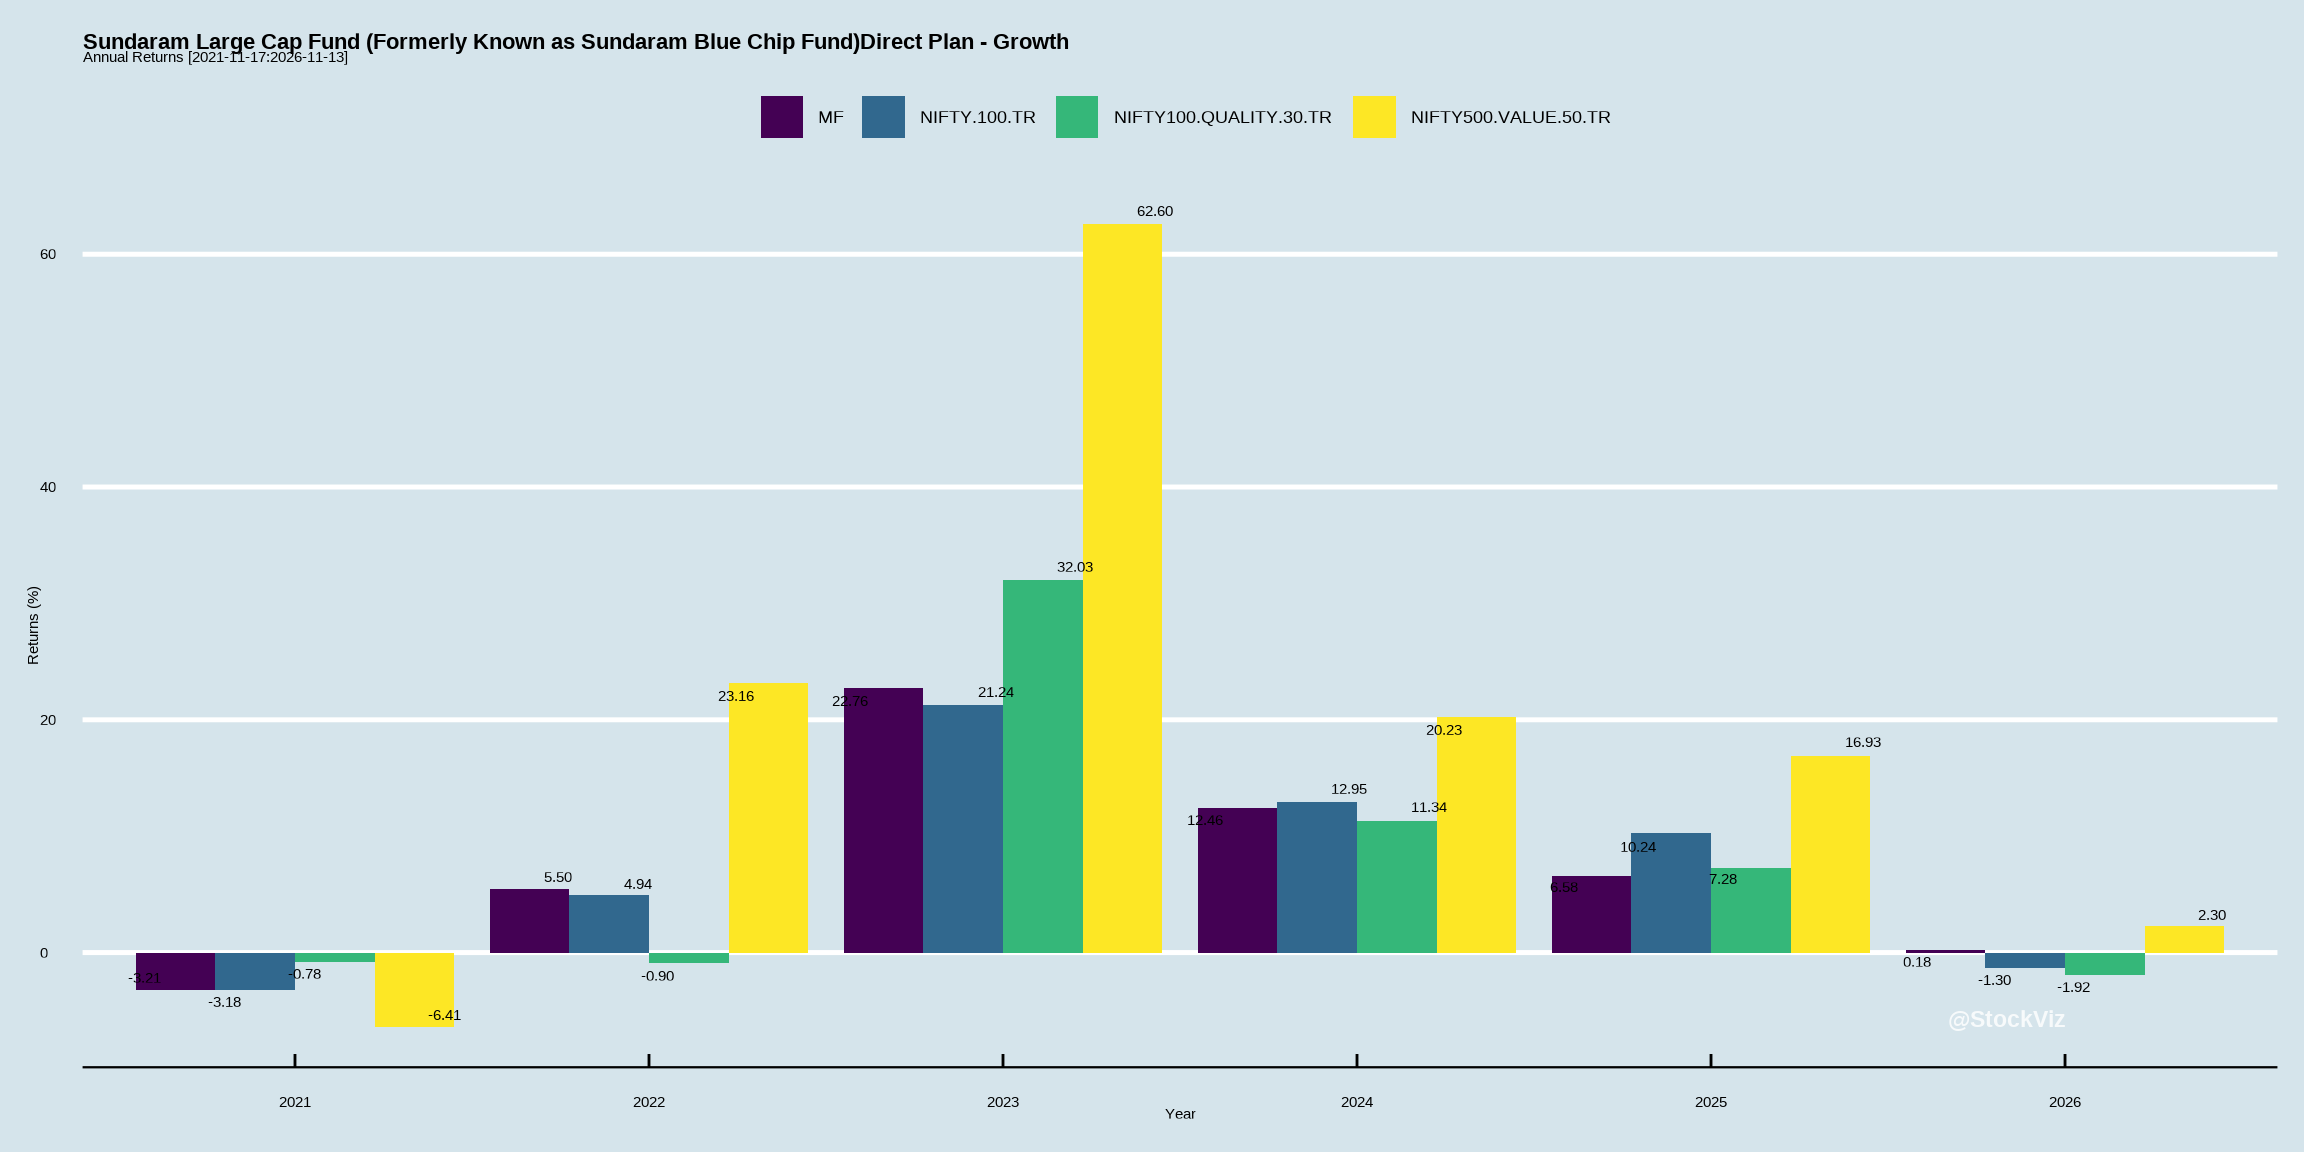 Sundaram Large Cap Fund (Formerly Known as Sundaram Blue Chip Fund)Direct Plan - Growth
Annual Returns [2021-11-17:2026-11-13]
MF NIFTY.100.TR NIFTY100.QUALITY.30.TR NIFTY500.VALUE.50.TR
62.60
60
40
32.03
Returns (%)
23.16 22.76 21.24
20
20.23
16.93
12.46 12.95 11.34
10.24
6.58 7.28
5.50 4.94
2.30
0
-3.21 -3.18 -0.78 -6.41
-0.90
0.18 -1.30 -1.92
@StockViz
2021 2022 2023 2024 2025 2026
Year